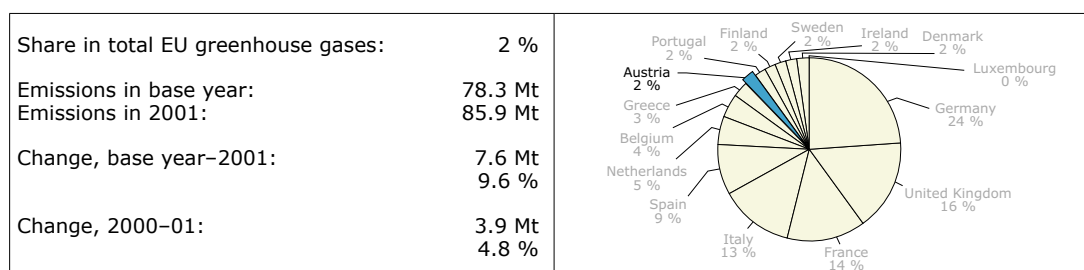 Share in total EU greenhouse gases: 2 %
Emissions in base year: 78.3 Mt
Emissions in 2001: 85.9 Mt
Change, base year–2001: 7.6 Mt
9.6 %
Change, 2000–01: 3.9 Mt
4.8 %
Sweden
2 %
Ireland
2 %
Denmark
2 %
Finland
2 %
Portugal
2 %
Luxembourg
0 %
Austria
2 %
Greece
3 %
Germany
24 %
Belgium
4 %
Netherlands
5 %
United Kingdom
16 %
Spain
9 %
Italy
13 %
France
14 %